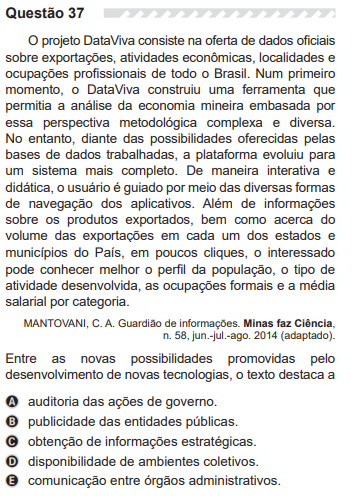 Questão 37
O projeto DataViva consiste na oferta de dados oficiais
sobre exportações, atividades econômicas, localidades e
ocupações profissionais de todo o Brasil. Num primeiro
momento, o DataViva construiu uma ferramenta que
permitia a análise da economia mineira embasada por
essa perspectiva metodológica complexa e diversa.
No entanto, diante das possibilidades oferecidas pelas
bases de dados trabalhadas, a plataforma evoluiu para
um sistema mais completo. De maneira interativa e
didática, o usuário é guiado por meio das diversas formas
de navegação dos aplicativos. Além de informações
sobre os produtos exportados, bem como acerca do
volume das exportações em cada um dos estados e
municípios do País, em poucos cliques, o interessado
pode conhecer melhor o perfil da população, o tipo de
atividade desenvolvida, as ocupações formais e a média
salarial por categoria.
MANTOVANI, C. A. Guardião de informações. Minas faz Ciência,
n. 58, jun.-jul.-ago. 2014 (adaptado).
Entre as novas possibilidades promovidas pelo
desenvolvimento de novas tecnologias, o texto destaca a
A auditoria das ações de governo.
B publicidade das entidades públicas.
C obtenção de informações estratégicas.
D disponibilidade de ambientes coletivos.
E comunicação entre órgãos administrativos.